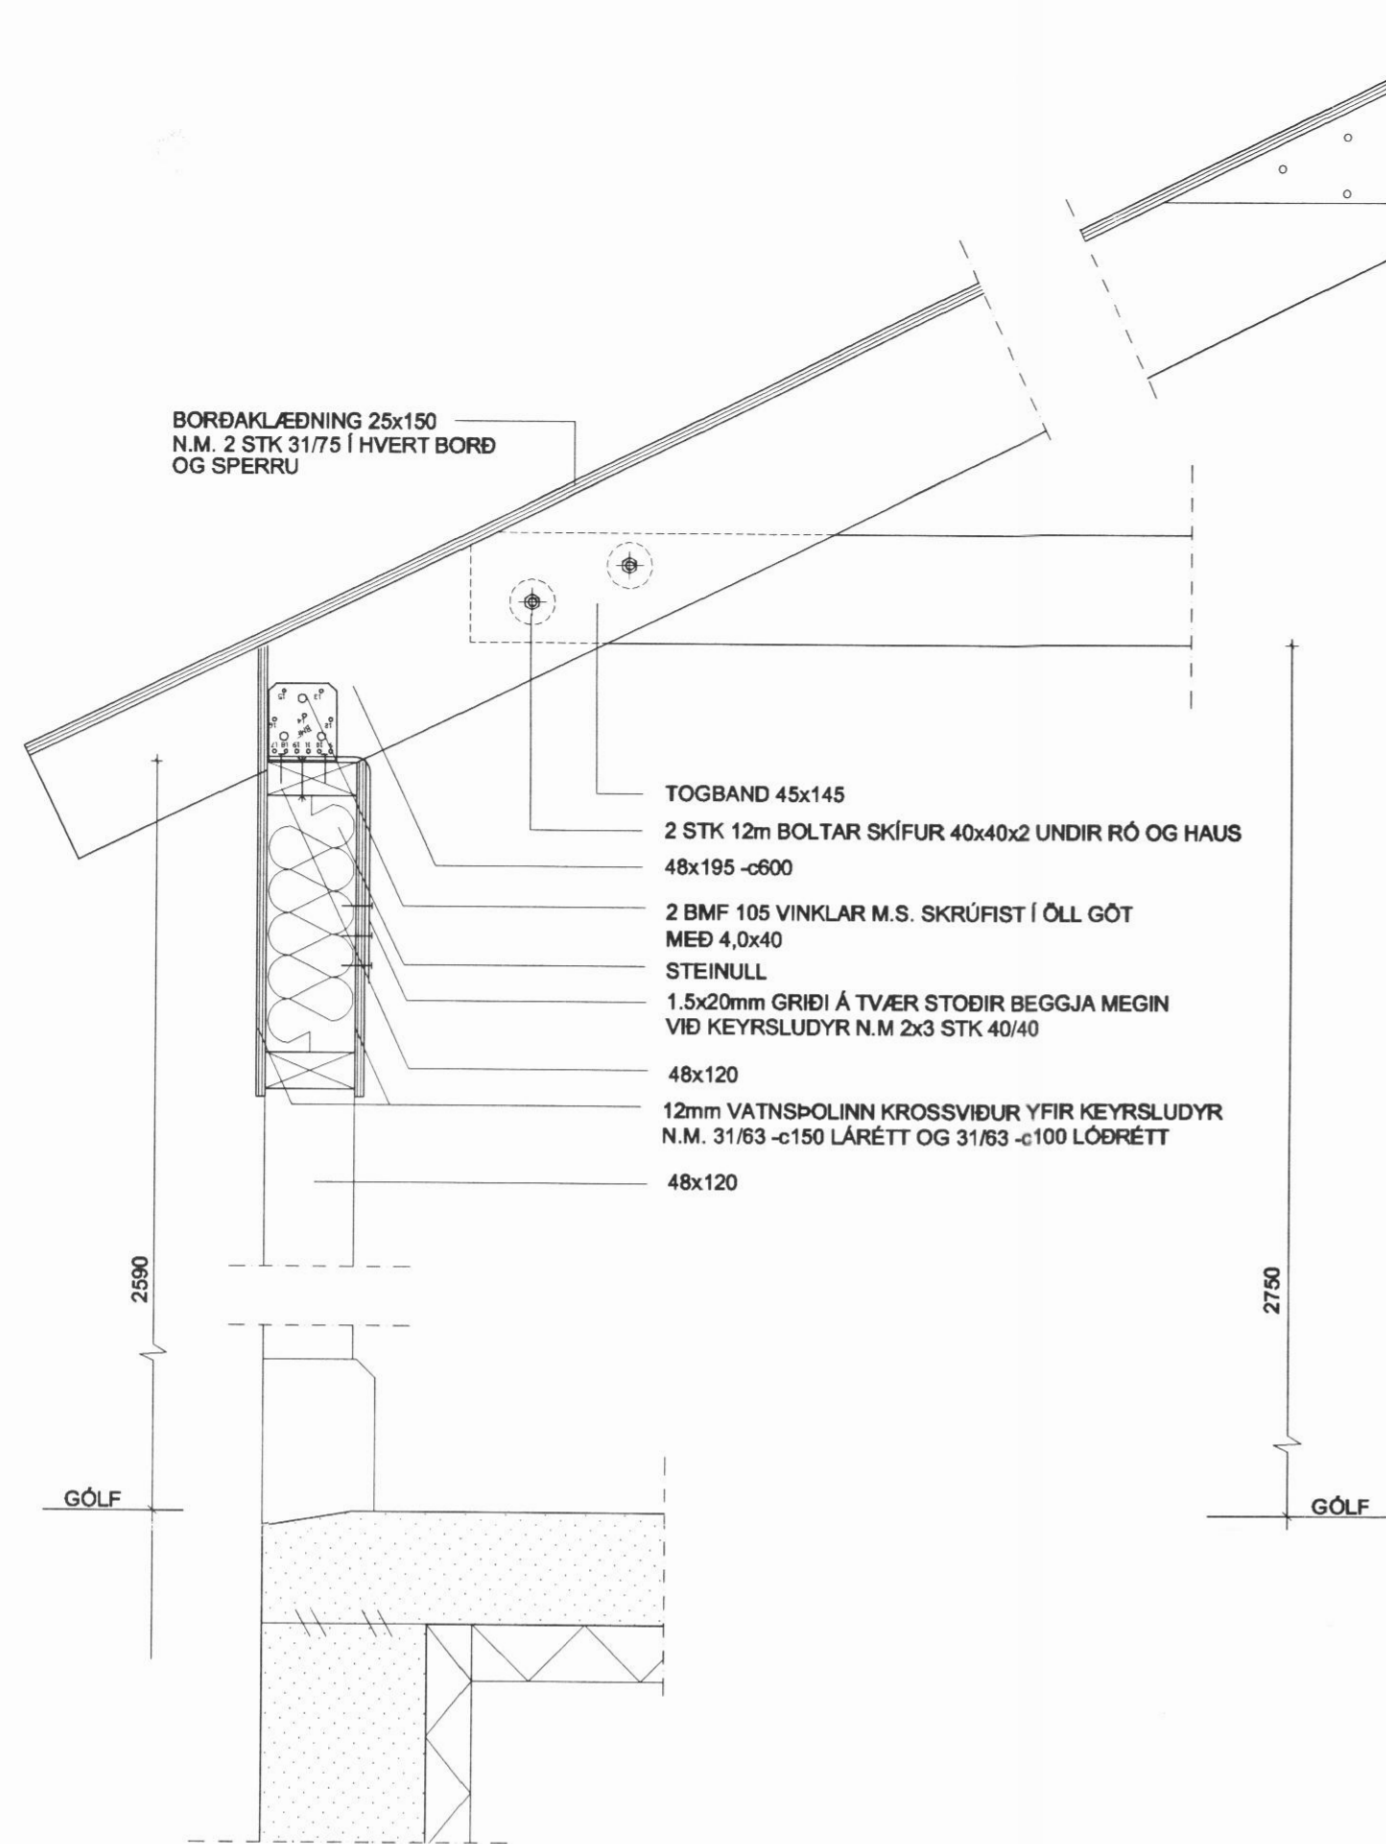 BORÐAKLÆÐNING 25x150
N.M. 2 STK 31/75 Í HVERT BORÐ
OG SPERRU
TOGBAND 45x145
2 STK 12m BOLTAR SKÍFUR 40x40x2 UNDIR RÓ OG HAUS
48x195 -c600
2 BMF 105 VINKLAR M.S. SKRÚFIST Í ÖLL GÖT
MEÐ 4,0x40
STEINULL
1.5x20mm GRIÐI Á TVÆR STOÐIR BEGGJA MEGIN
VIÐ KEYRSLUDYR N.M 2x3 STK 40/40
48x120
12mm VATNSÞOLINN KROSSVIÐUR YFIR KEYRSLUDYR
N.M. 31/63 -c150 LÁRÉTT OG 31/63 -c100 LÓÐRÉTT
48x120
2590
2750
GÓLF
GÓLF